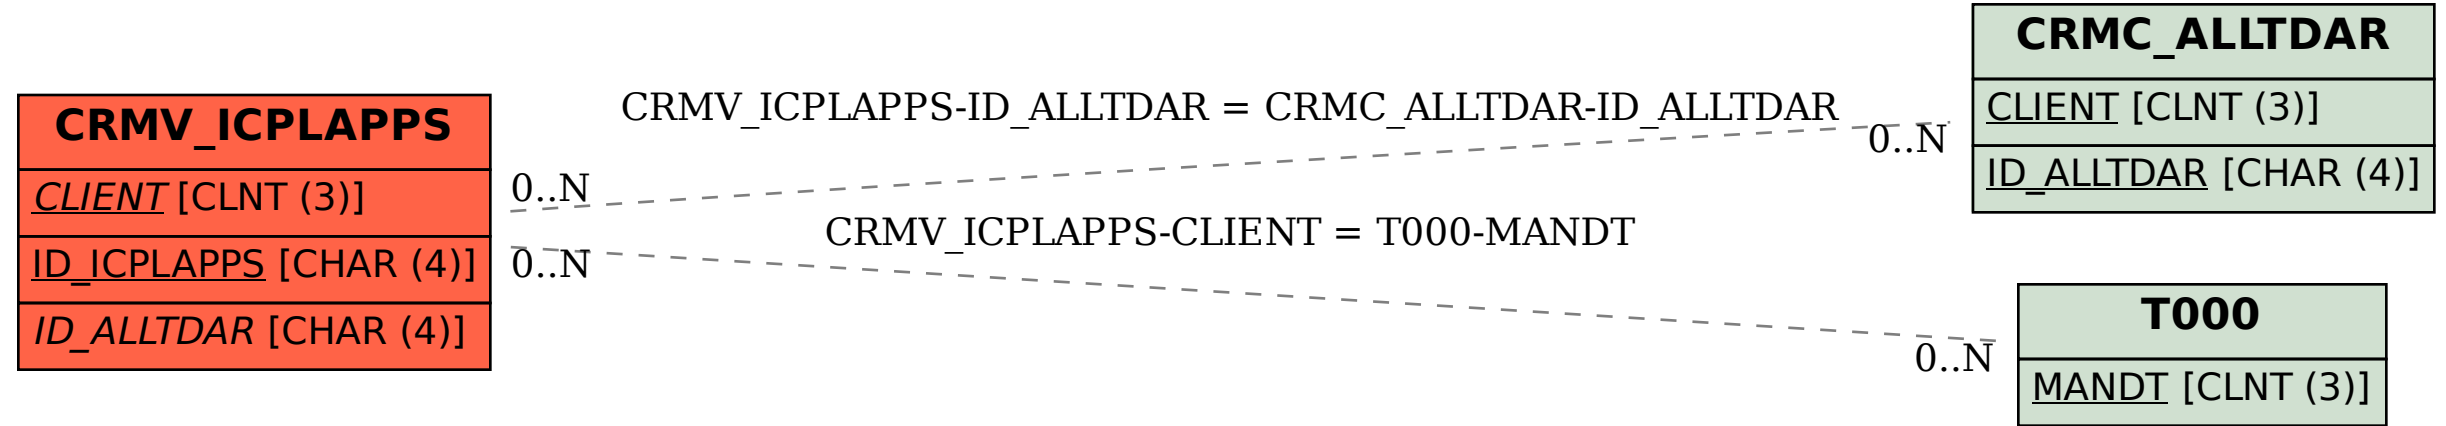 CRMV_ICPLAPPS
CLIENT [CLNT (3)]
ID_ICPLAPPS [CHAR (4)]
ID_ALLTDAR [CHAR (4)]
CRMV_ICPLAPPS-ID_ALLTDAR = CRMC_ALLTDAR-ID_ALLTDAR
0..N
0..N
CRMV_ICPLAPPS-CLIENT = T000-MANDT
0..N
0..N
CRMC_ALLTDAR
CLIENT [CLNT (3)]
ID_ALLTDAR [CHAR (4)]
T000
MANDT [CLNT (3)]